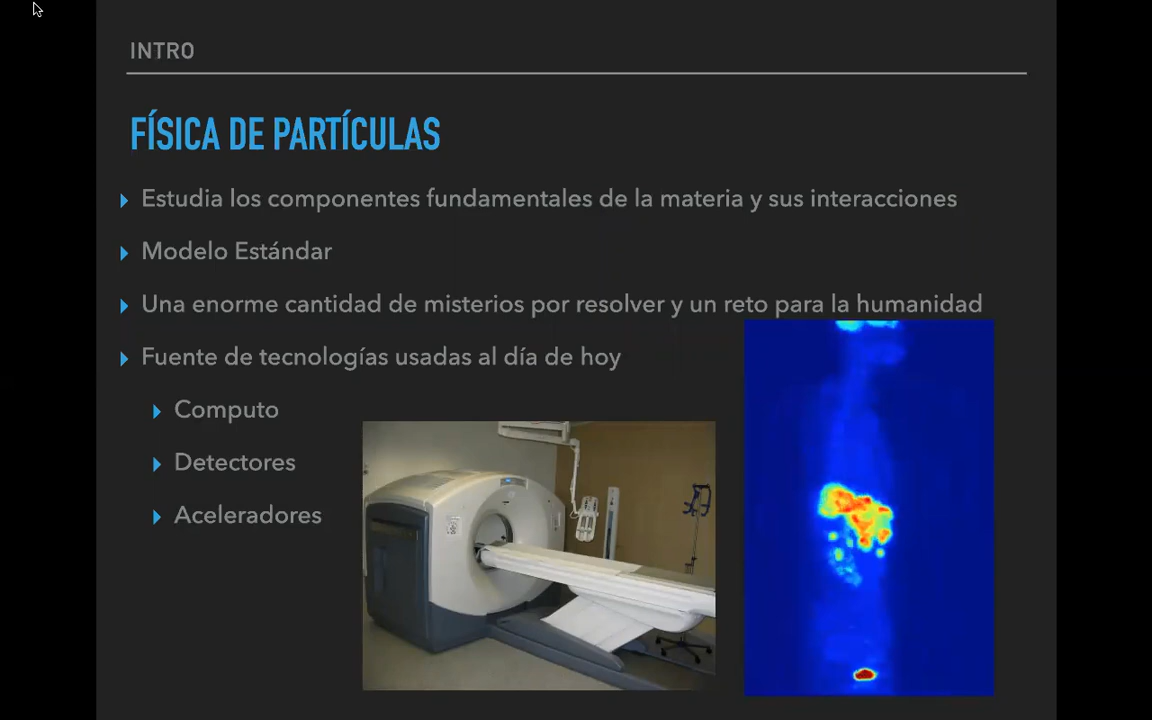 INTRO
FÍSICA DE PARTÍCULAS
Estudia los componentes fundamentales de la materia y sus interacciones
Modelo Estándar
Una enorme cantidad de misterios por resolver y un reto para la humanidad
Fuente de tecnologías usadas al día de hoy
Computo
Detectores
Aceleradores